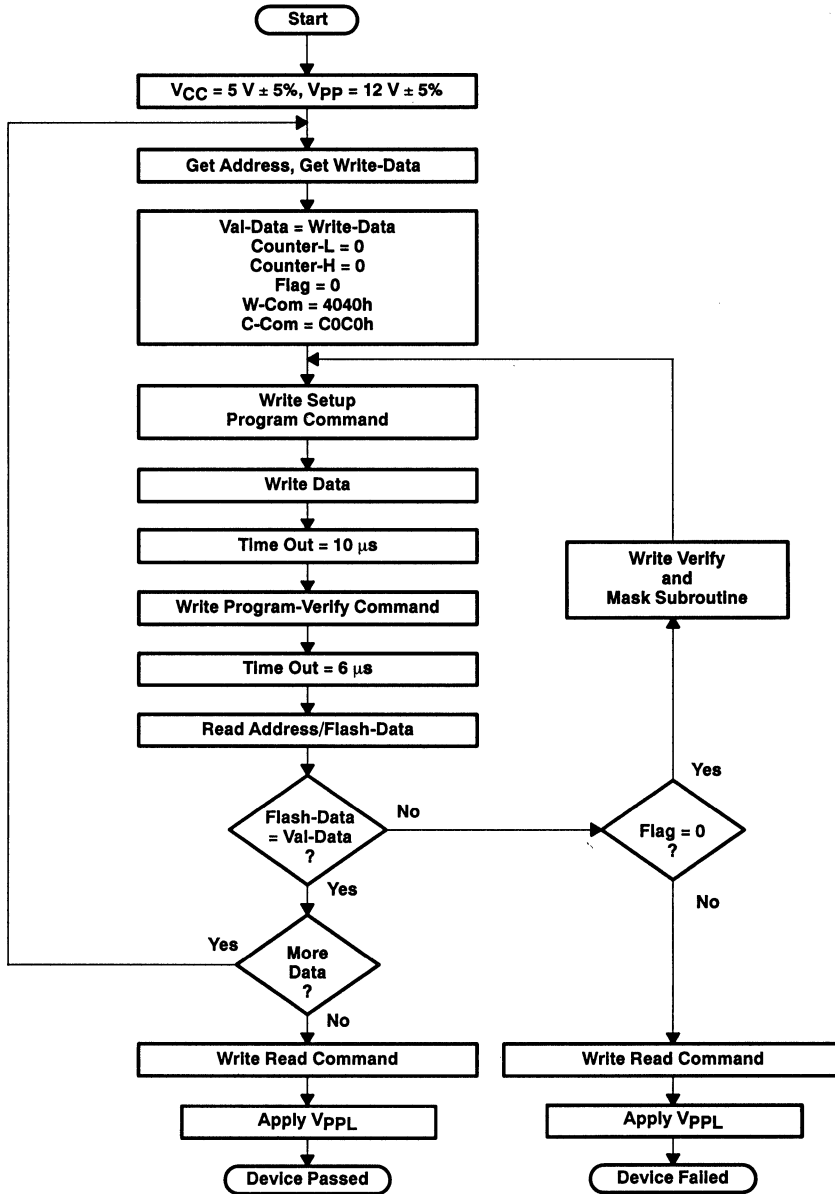 Start
VCC = 5 V ± 5%, VPP = 12 V ± 5%
Get Address, Get Write-Data
Val-Data = Write-Data
Counter-L = 0
Counter-H = 0
Flag = 0
W-Com = 4040h
C-Com = C0C0h
Write Setup
Program Command
Write Data
Time Out = 10 µs
Write Program-Verify Command
Time Out = 6 µs
Read Address/Flash-Data
Flash-Data
= Val-Data
?
No
Yes
More
Data
?
Yes
No
Write Read Command
Apply VPPL
Device Passed
Write Verify
and
Mask Subroutine
Yes
Flag = 0
?
No
Write Read Command
Apply VPPL
Device Failed